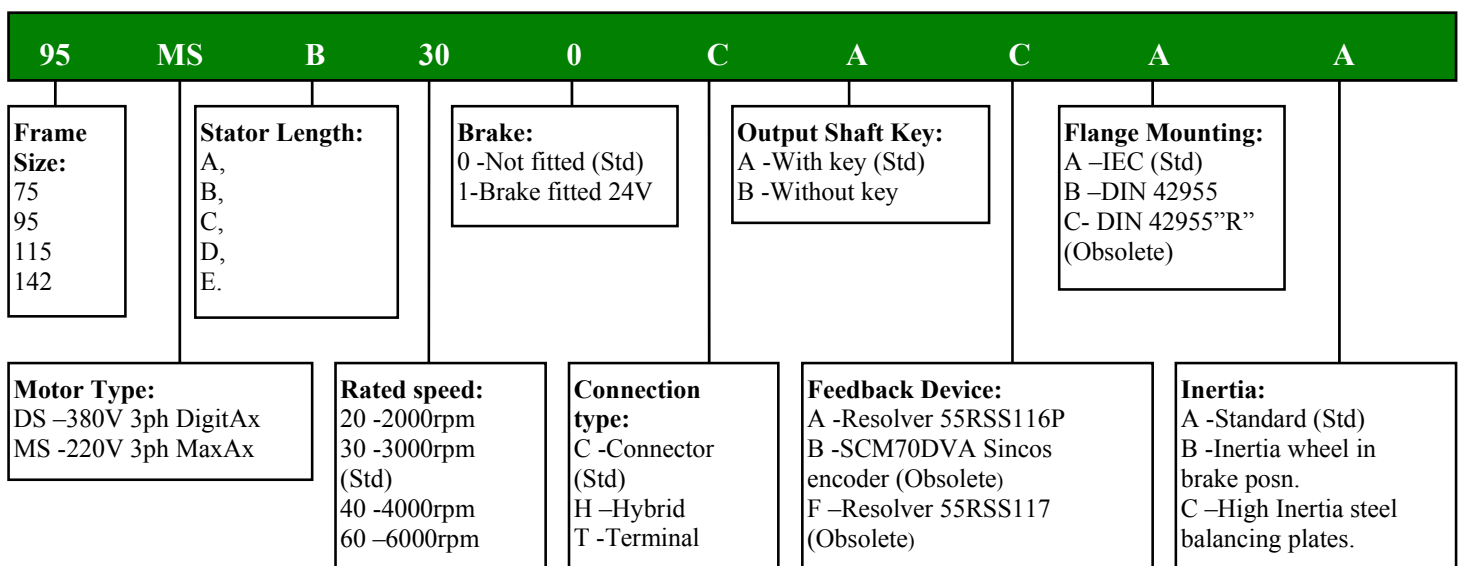 95 MS B 30 0 C A C A A
Frame
Size:
75
95
115
142
Stator Length:
A,
B,
C,
D,
E.
Brake:
0 -Not fitted (Std)
1-Brake fitted 24V
Output Shaft Key:
A -With key (Std)
B -Without key
Flange Mounting:
A –IEC (Std)
B –DIN 42955
C- DIN 42955”R”
(Obsolete)
Motor Type:
DS –380V 3ph DigitAx
MS -220V 3ph MaxAx
Rated speed:
20 -2000rpm
30 -3000rpm
(Std)
40 -4000rpm
60 –6000rpm
Connection
type:
C -Connector
(Std)
H –Hybrid
T -Terminal
Feedback Device:
A -Resolver 55RSS116P
B -SCM70DVA Sincos
encoder (Obsolete)
F –Resolver 55RSS117
(Obsolete)
Inertia:
A -Standard (Std)
B -Inertia wheel in
brake posn.
C –High Inertia steel
balancing plates.